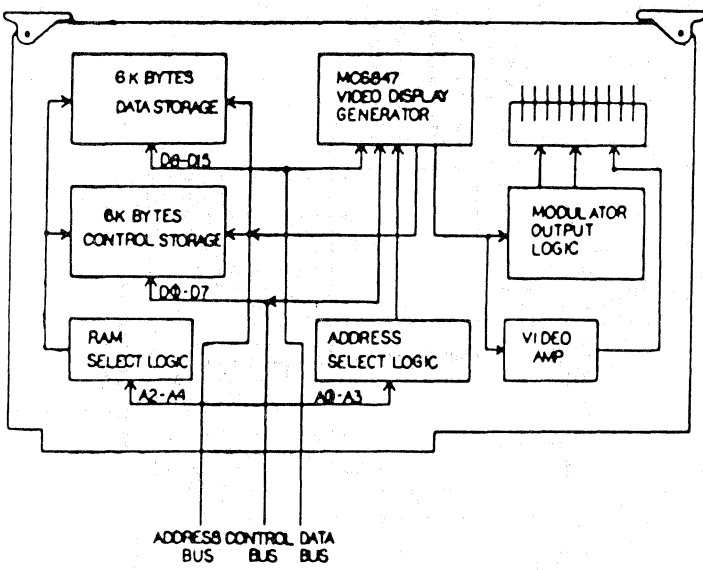 6K BYTES
DATA STORAGE
MC6847
VIDEO DISPLAY
GENERATOR
D8-D15
6K BYTES
CONTROL STORAGE
MODULATOR
OUTPUT
LOGIC
DØ-D7
RAM
SELECT LOGIC
ADDRESS
SELECT LOGIC
VIDEO
AMP
A2-A4
AØ-A3
ADDRESS BUS
CONTROL BUS
DATA BUS